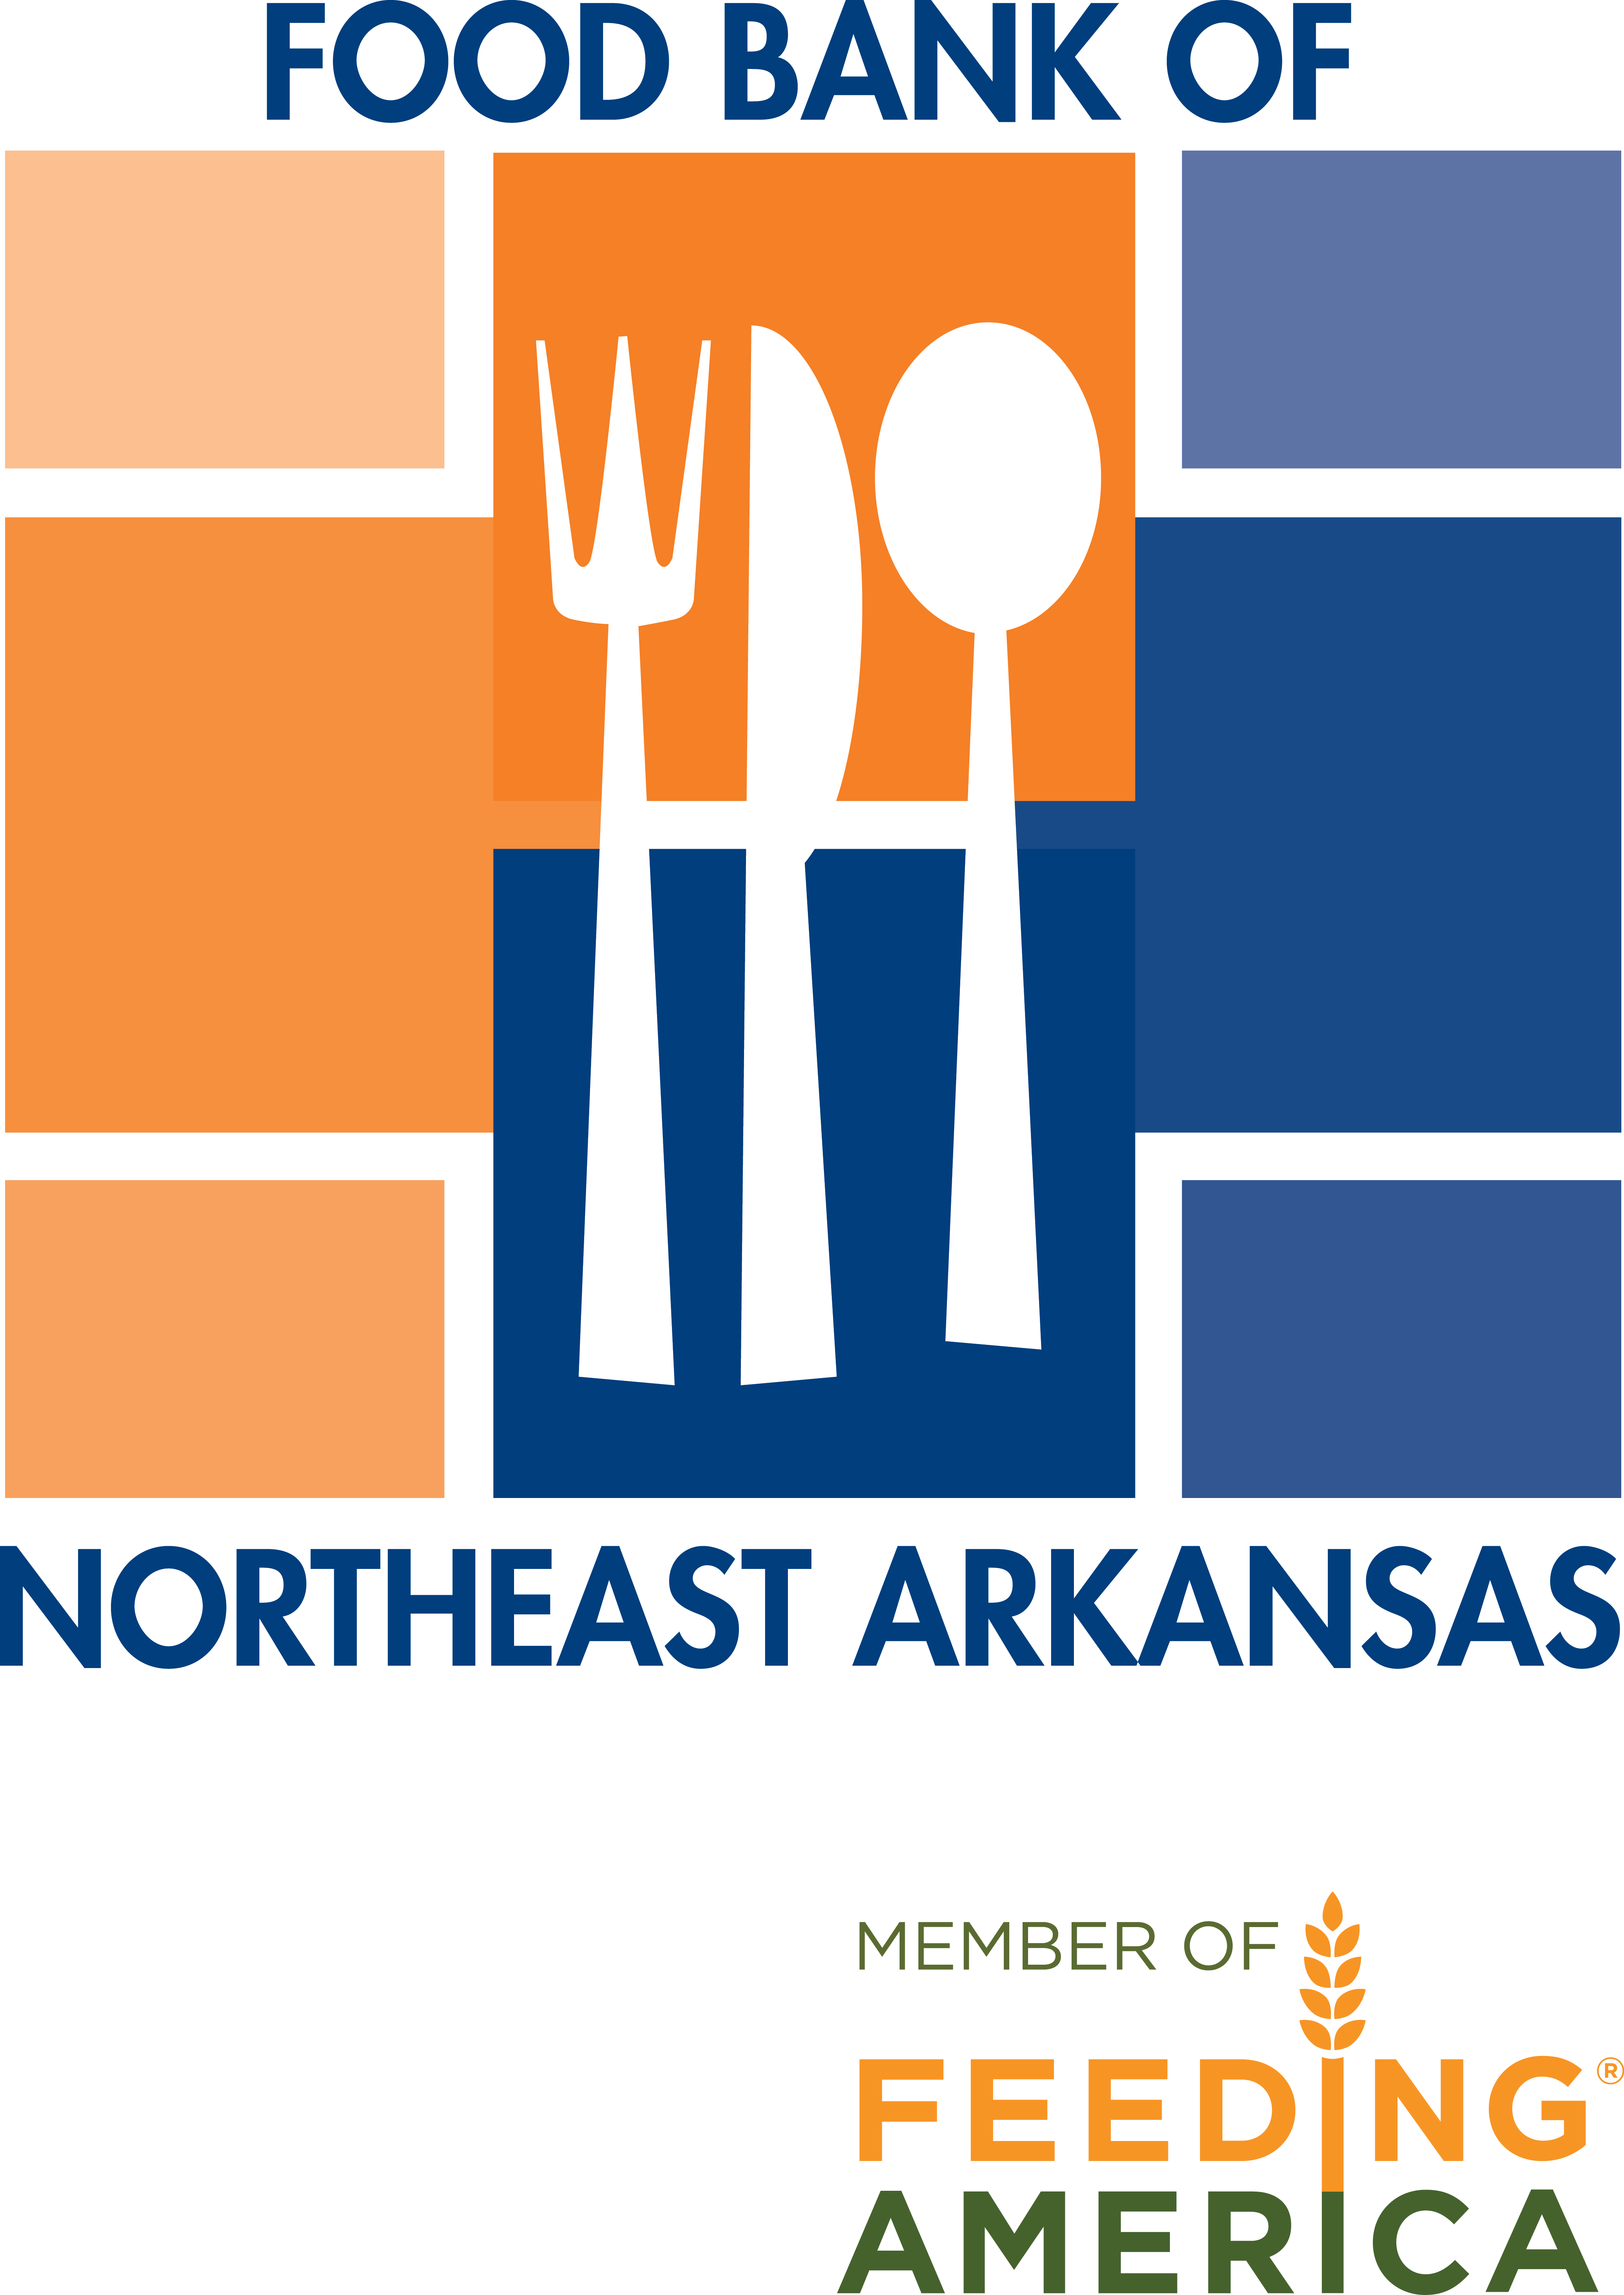 FOOD BANK OF
NORTHEAST ARKANSAS
MEMBER OF
FEEDING®
AMERICA